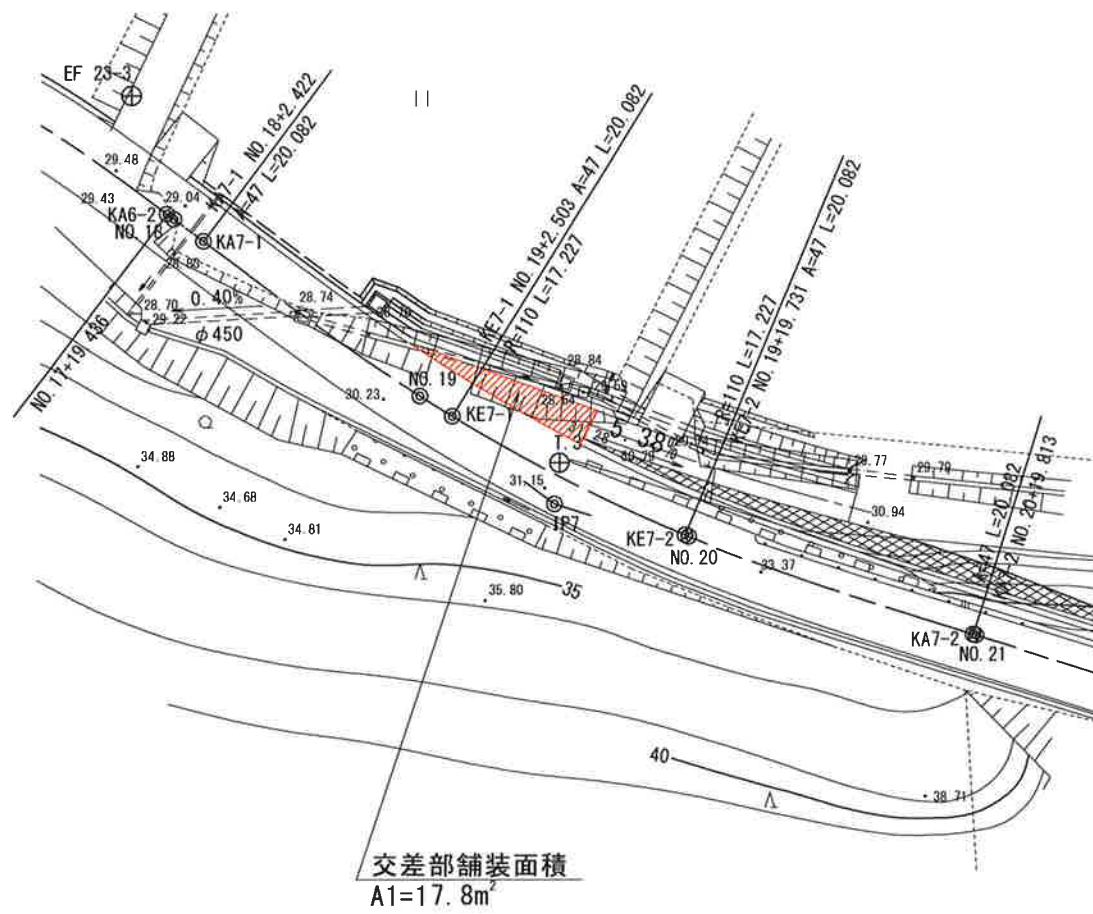 EF 23-3
NO.18+2.422
A=47 L=20.082
29.48
29.43
29.04
KA6-2
NO.18
KA7-1
28.83
28.70
0.40%
28.74
29.22
φ450
NO.17+19.436
KE7-1 NO.19+2.503 A=47 L=20.082
R=110 L=17.227
28.84
NO.19
30.23
KE7-1
28.64
T.3
5.38
31.15
IP7
R=110 L=17.227
KE7-2 NO.19+19.731 A=47 L=20.082
28.77
29.79
30.94
KE7-2
NO.20
33.37
A=47 L=20.082
NO.20+19.813
KA7-2
NO.21
34.88
34.68
34.81
35
35.80
40
38.71
交差部舗装面積
A1=17.8m²